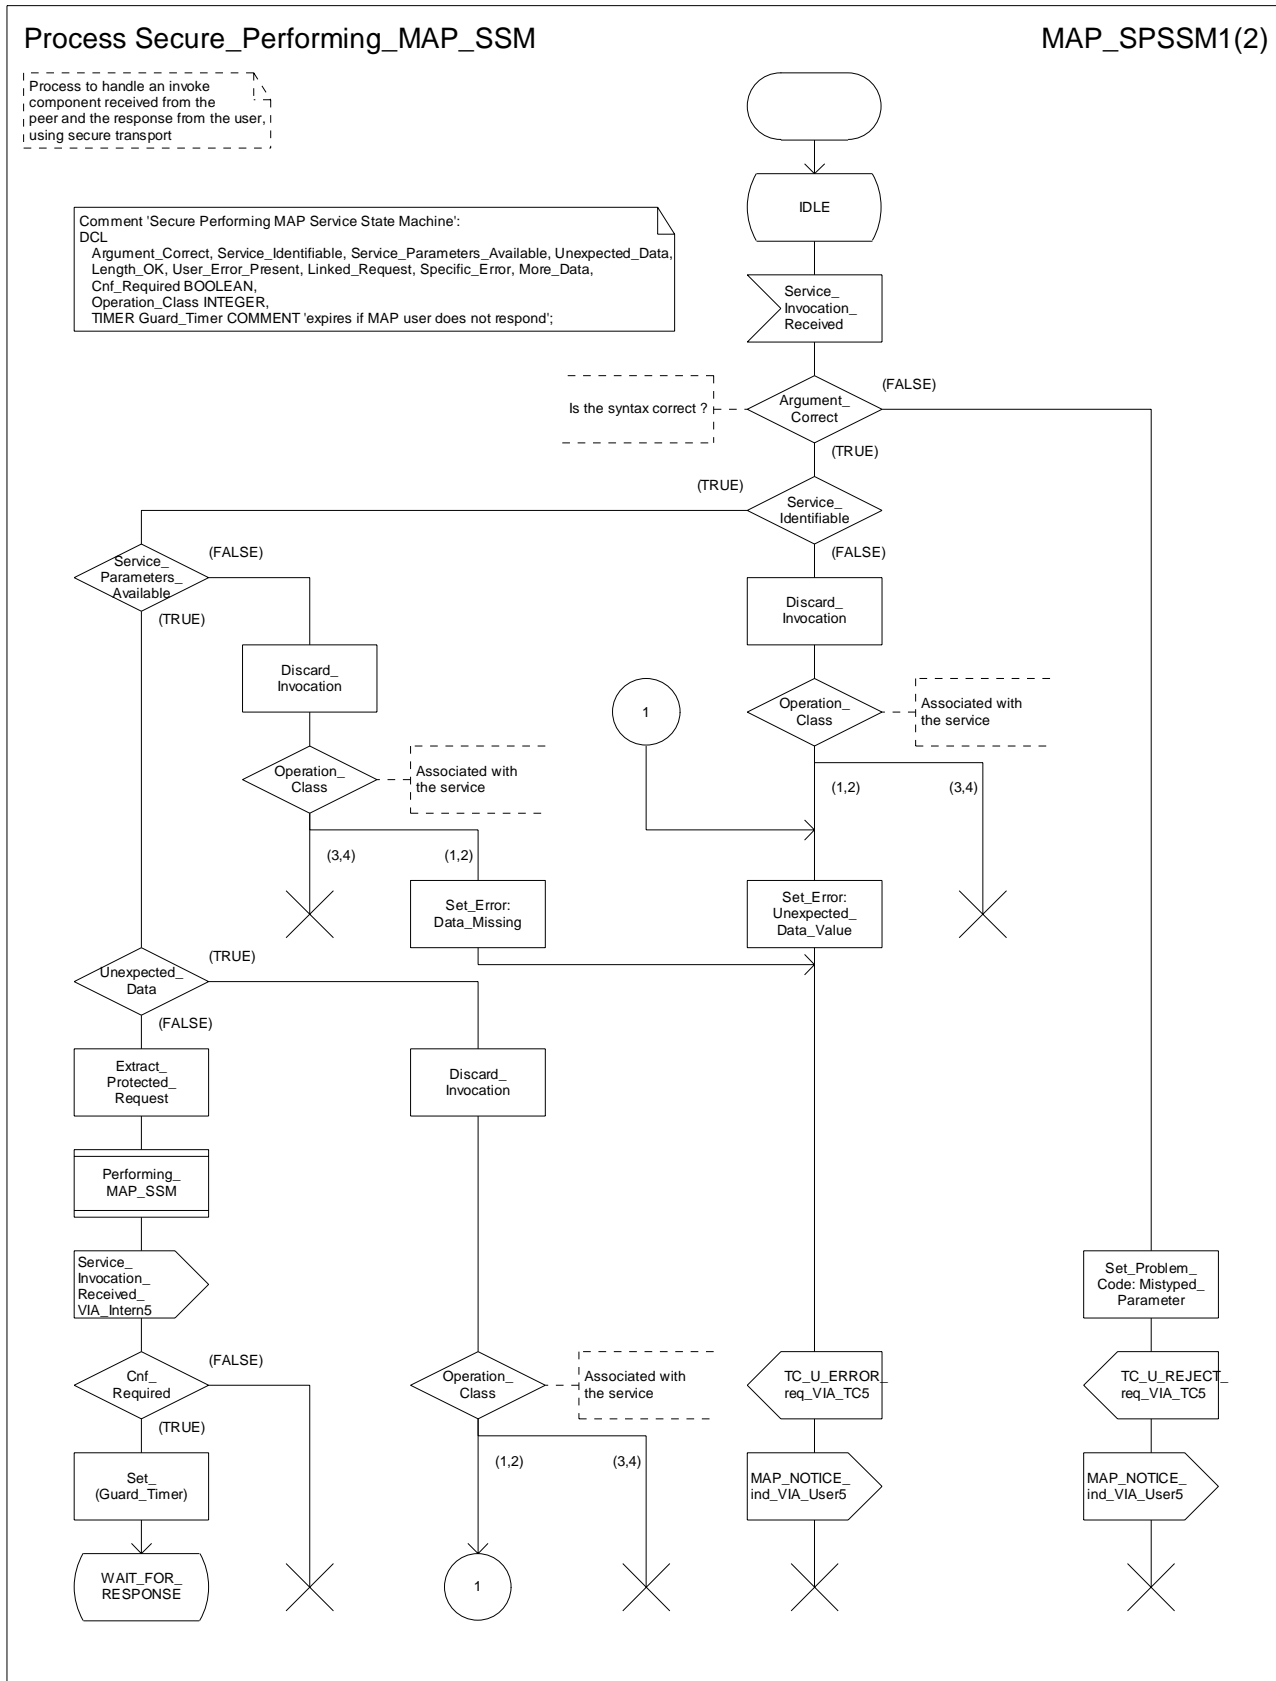 Process Secure_Performing_MAP_SSM
MAP_SPSSM1(2)
Process to handle an invoke
component received from the
peer and the response from the user,
using secure transport
IDLE
Comment 'Secure Performing MAP Service State Machine':
DCL
Argument_Correct, Service_Identifiable, Service_Parameters_Available, Unexpected_Data,
Length_OK, User_Error_Present, Linked_Request, Specific_Error, More_Data,
Cnf_Required BOOLEAN,
Operation_Class INTEGER,
TIMER Guard_Timer COMMENT 'expires if MAP user does not respond';
Service_
Invocation_
Received
Is the syntax correct ?
Argument_
Correct
(FALSE)
(TRUE)
(TRUE)
Service_
Identifiable
(FALSE)
Service_
Parameters_
Available
(FALSE)
(TRUE)
Discard_
Invocation
Discard_
Invocation
1
Operation_
Class
Associated with
the service
Operation_
Class
Associated with
the service
(1,2)
(3,4)
(3,4)
(1,2)
Set_Error:
Data_Missing
Set_Error:
Unexpected_
Data_Value
Unexpected_
Data
(TRUE)
(FALSE)
Extract_
Protected_
Request
Discard_
Invocation
Performing_
MAP_SSM
Service_
Invocation_
Received_
VIA_Intern5
Set_Problem_
Code: Mistyped_
Parameter
Cnf_
Required
(FALSE)
(TRUE)
Operation_
Class
Associated with
the service
TC_U_ERROR_
req_VIA_TC5
TC_U_REJECT_
req_VIA_TC5
(1,2)
(3,4)
Set_
(Guard_Timer)
MAP_NOTICE_
ind_VIA_User5
MAP_NOTICE_
ind_VIA_User5
WAIT_FOR_
RESPONSE
1